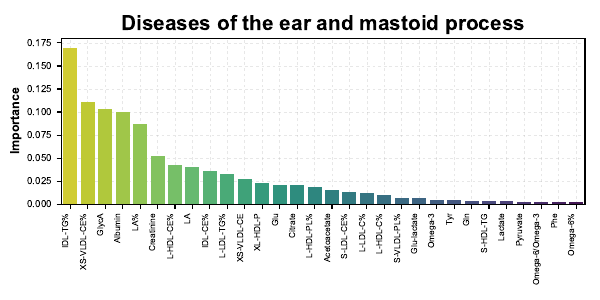 Diseases of the ear and mastoid process
Importance
0.175
0.150
0.125
0.100
0.075
0.050
0.025
0.000
IDL-TG%
XS-VLDL-CE%
GlycA
Albumin
LA%
Creatinine
L-HDL-CE%
LA
IDL-CE%
L-LDL-TG%
XS-VLDL-CE
XL-HDL-P
Glu
Citrate
L-HDL-PL%
Acetoacetate
S-LDL-CE%
L-LDL-C%
L-HDL-C%
S-VLDL-PL%
Glu-lactate
Omega-3
Tyr
Gln
S-HDL-TG
Lactate
Pyruvate
Omega-6/Omega-3
Phe
Omega-6%